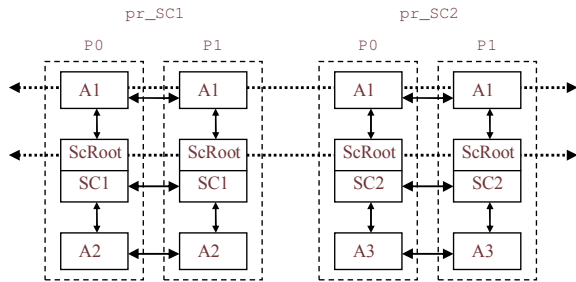 pr_SC1 pr_SC2
P0 P1 P0 P1
A1 A1 A1 A1
ScRoot ScRoot ScRoot ScRoot
SC1 SC1 SC2 SC2
A2 A2 A3 A3